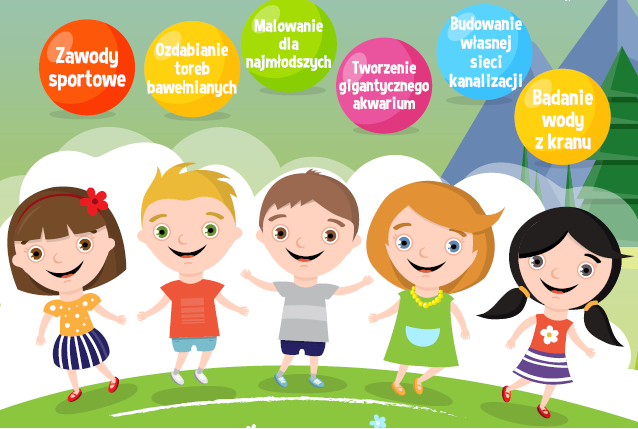 Zawody
sportowe
Ozdabianie
toreb
bawełnianych
Malowanie
dla
najmłodszych
Tworzenie
gigantycznego
akwarium
Budowanie
własnej
sieci
kanalizacji
Badanie
wody
z kranu